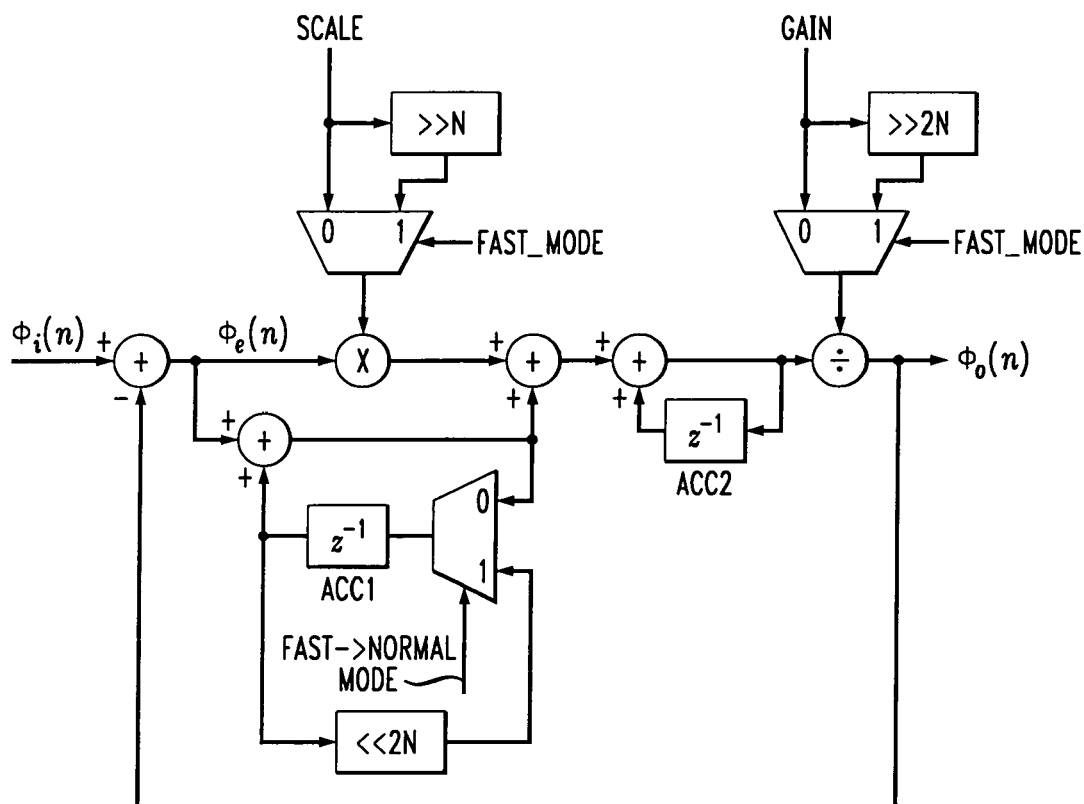 SCALE
GAIN
>>N
>>2N
0 1
0 1
FAST_MODE
FAST_MODE
Φi(n)
+
+
-
Φe(n)
X
+
+
+
+
+
+
÷
Φo(n)
+
+
+
z⁻¹
ACC2
0
1
z⁻¹
ACC1
FAST->NORMAL
MODE
<<2N